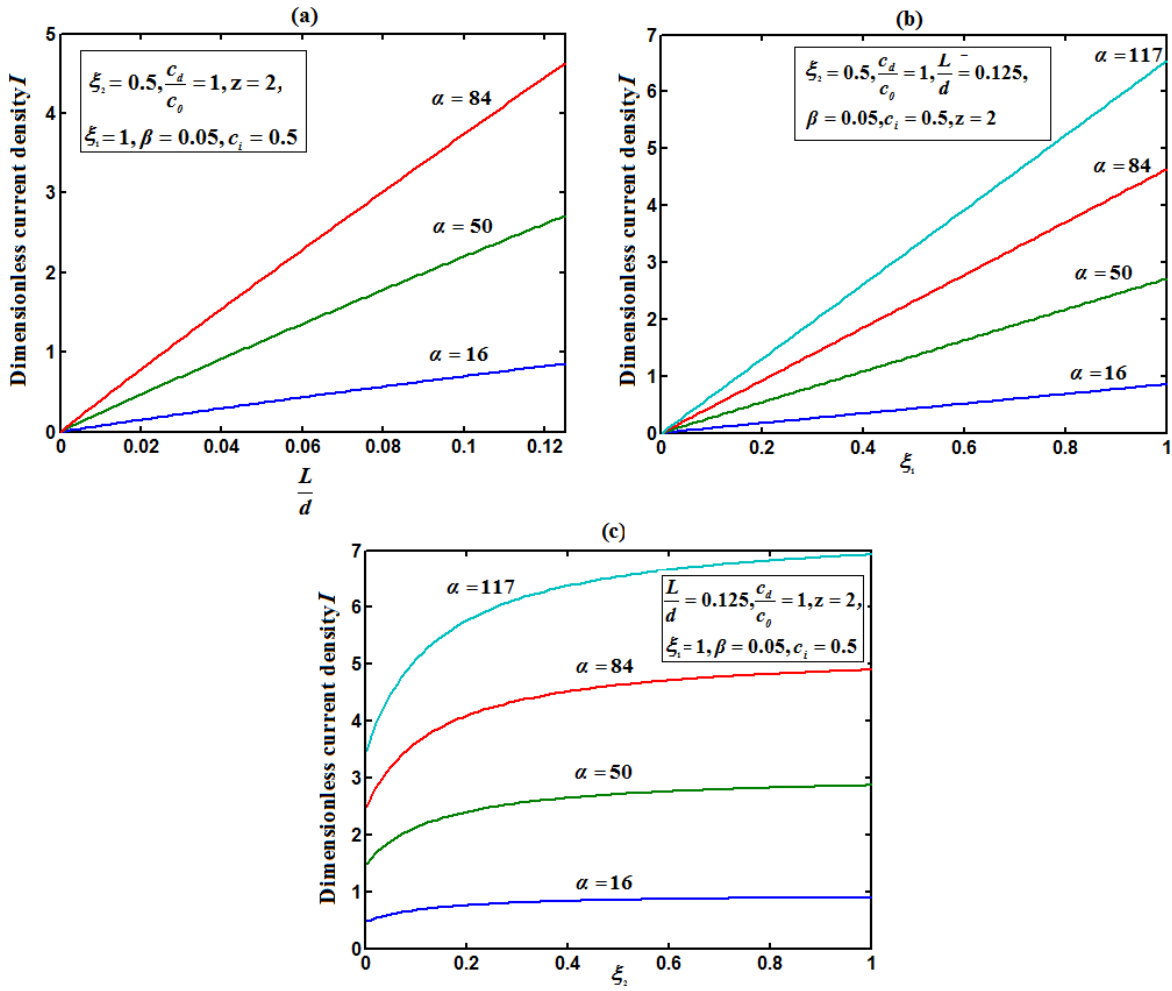 (a)
Dimensionless current density I
5
4
3
2
1
0
ξ₂ = 0.5, c_d/c_0 = 1, z = 2,
ξ₁ = 1, β = 0.05, c_i = 0.5
α = 84
α = 50
α = 16
0 0.02 0.04 0.06 0.08 0.1 0.12
L/d
(b)
Dimensionless current density I
7
6
5
4
3
2
1
0
ξ₂ = 0.5, c_d/c_0 = 1, L/d = 0.125,
β = 0.05, c_i = 0.5, z = 2
α = 117
α = 84
α = 50
α = 16
0 0.2 0.4 0.6 0.8 1
ξ₁
(c)
Dimensionless current density I
7
6
5
4
3
2
1
0
α = 117
L/d = 0.125, c_d/c_0 = 1, z = 2,
ξ₁ = 1, β = 0.05, c_i = 0.5
α = 84
α = 50
α = 16
0 0.2 0.4 0.6 0.8 1
ξ₂